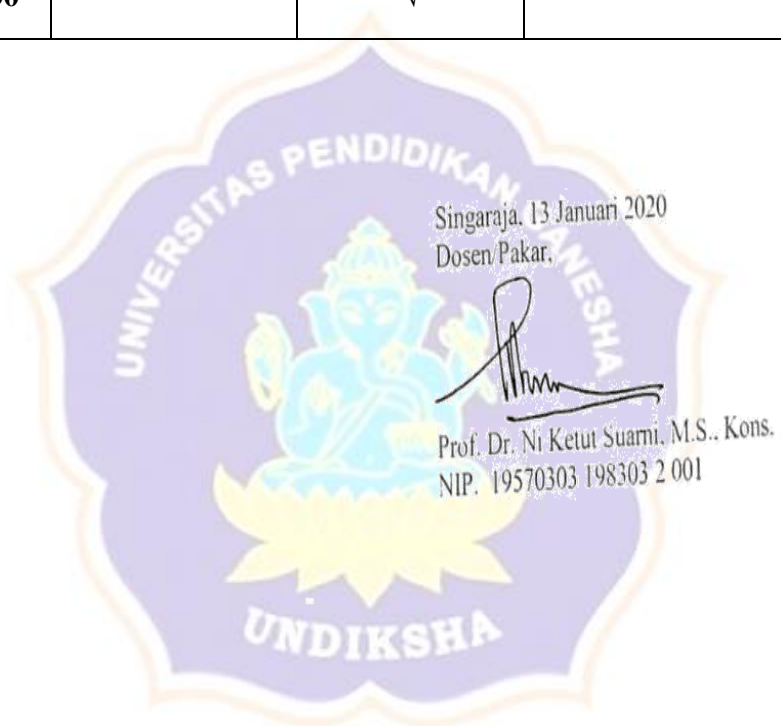 √
UNIVERSITAS PENDIDIKAN GANESHA
Singaraja, 13 Januari 2020
Dosen/Pakar,
Prof. Dr. Ni Ketut Suarni, M.S., Kons.
NIP. 19570303 198303 2 001
UNDIKSHA